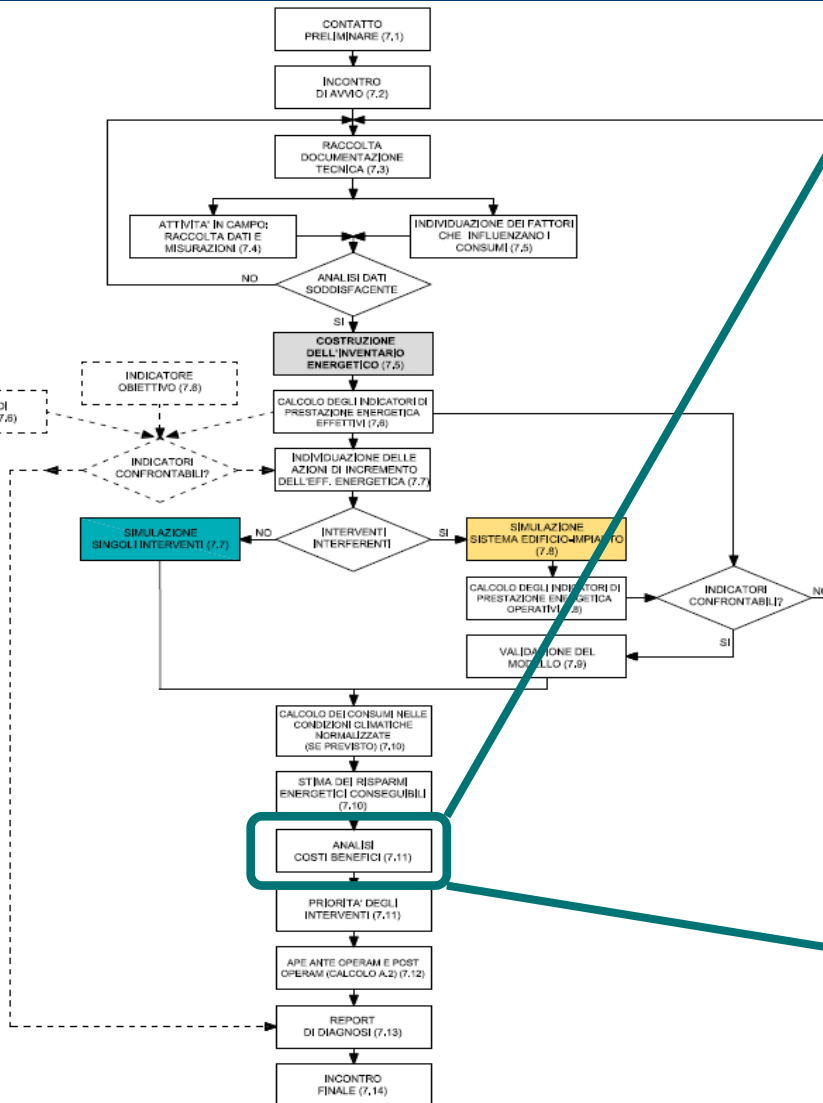 CONTATTO
PRELIMINARE (7.1)
INCONTRO
DI AVVIO (7.2)
RACCOLTA
DOCUMENTAZIONE
TECNICA (7.3)
ATTIVITA' IN CAMPO:
RACCOLTA DATI E
MISURAZIONI (7.4)
INDIVIDUAZIONE DEI FATTORI
CHE INFLUENZANO I
CONSUMI (7.5)
NO
ANALISI DATI
SODDISFACENTE
SI
COSTRUZIONE
DELL'INVENTARIO
ENERGETICO (7.5)
INDICATORE
OBIETTIVO (7.6)
DI
7.6)
CALCOLO DEGLI INDICATORI DI
PRESTAZIONE ENERGETICA
EFFETTIVI (7.6)
INDICATORI
CONFRONTABILI?
INDIVIDUAZIONE DELLE
AZIONI DI INCREMENTO
DELL'EFF. ENERGETICA (7.7)
SIMULAZIONE
SINGOLI INTERVENTI (7.7)
NO
INTERVENTI
INTERFERENTI
SI
SIMULAZIONE
SISTEMA EDIFICIO-IMPIANTO
(7.8)
CALCOLO DEGLI INDICATORI DI
PRESTAZIONE ENERGETICA
OPERATIVI (7.8)
INDICATORI
CONFRONTABILI?
NO
SI
VALIDAZIONE DEL
MODELLO (7.9)
CALCOLO DEI CONSUMI NELLE
CONDIZIONI CLIMATICHE
NORMALIZZATE
(SE PREVISTO) (7.10)
STIMA DEI RISPARMI
ENERGETICI CONSEGUIBILI
(7.10)
ANALISI
COSTI BENEFICI (7.11)
PRIORITA' DEGLI
INTERVENTI (7.11)
APE ANTE OPERAM E POST
OPERAM (CALCOLO A.2) (7.12)
REPORT
DI DIAGNOSI (7.13)
INCONTRO
FINALE (7.14)